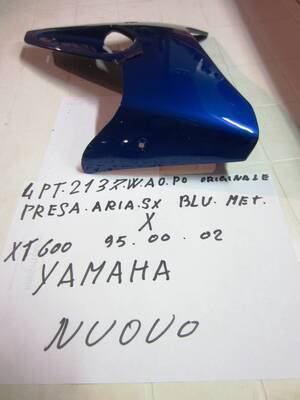 4PT.2137.W.A0.P0 ORIGINALE
PRESA.ARIA.SX BLU. MET.
X
XT600 95.00.02
YAMAHA
NUOVO